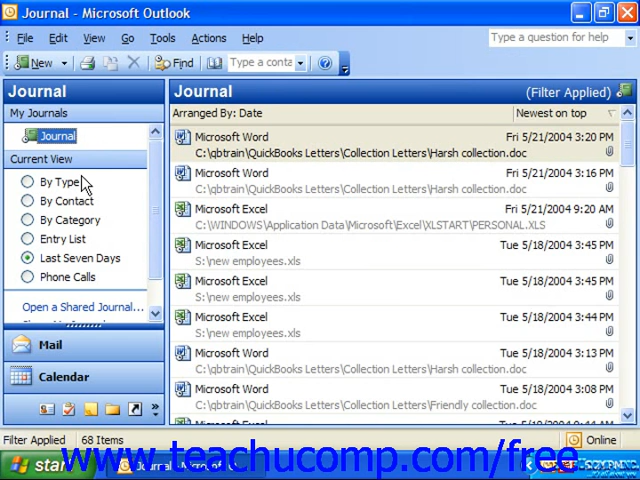 Journal - Microsoft Outlook
File Edit View Go Tools Actions Help Type a question for help
New Find Type a conta
Journal
My Journals
Journal
Current View
By Type
By Contact
By Category
Entry List
Last Seven Days
Phone Calls
Open a Shared Journal...
Mail
Calendar
Journal (Filter Applied)
Arranged By: Date Newest on top
Microsoft Word Fri 5/21/2004 3:20 PM
C:\qbtrain\QuickBooks Letters\Collection Letters\Harsh collection.doc
Microsoft Word Fri 5/21/2004 3:16 PM
C:\qbtrain\QuickBooks Letters\Collection Letters\Harsh collection.doc
Microsoft Excel Fri 5/21/2004 9:20 AM
C:\WINDOWS\Application Data\Microsoft\Excel\XLSTART\PERSONAL.XLS
Microsoft Excel Tue 5/18/2004 3:45 PM
S:\new employees.xls
Microsoft Excel Tue 5/18/2004 3:45 PM
S:\new employees.xls
Microsoft Excel Tue 5/18/2004 3:44 PM
S:\new employees.xls
Microsoft Word Tue 5/18/2004 3:13 PM
C:\qbtrain\QuickBooks Letters\Collection Letters\Harsh collection.doc
Microsoft Word Tue 5/18/2004 3:08 PM
C:\qbtrain\QuickBooks Letters\Collection Letters\Friendly collection.doc
Filter Applied 68 Items Online
start Journal - Microsoft O
www.teachucomp.com/free